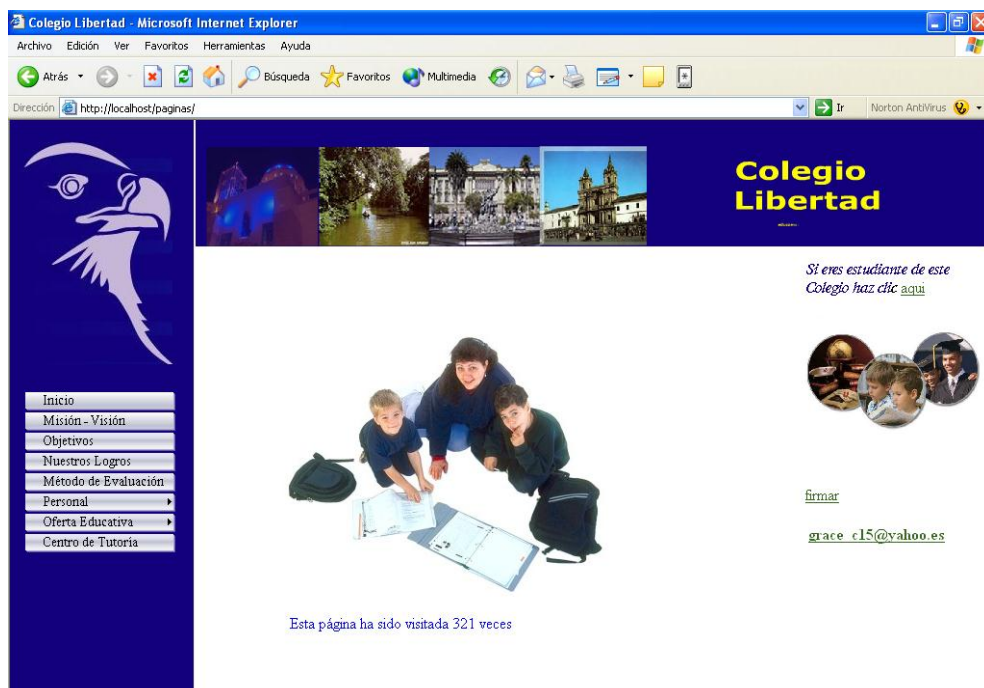 Colegio Libertad - Microsoft Internet Explorer
Archivo Edición Ver Favoritos Herramientas Ayuda
Atrás Búsqueda Favoritos Multimedia
Dirección http://localhost/paginas/ Ir Norton AntiVirus
Colegio
Libertad
Si eres estudiante de este
Colegio haz clic aqui
Inicio
Misión - Visión
Objetivos
Nuestros Logros
Método de Evaluación
Personal
Oferta Educativa
Centro de Tutoría
firmar
grace_c15@yahoo.es
Esta página ha sido visitada 321 veces